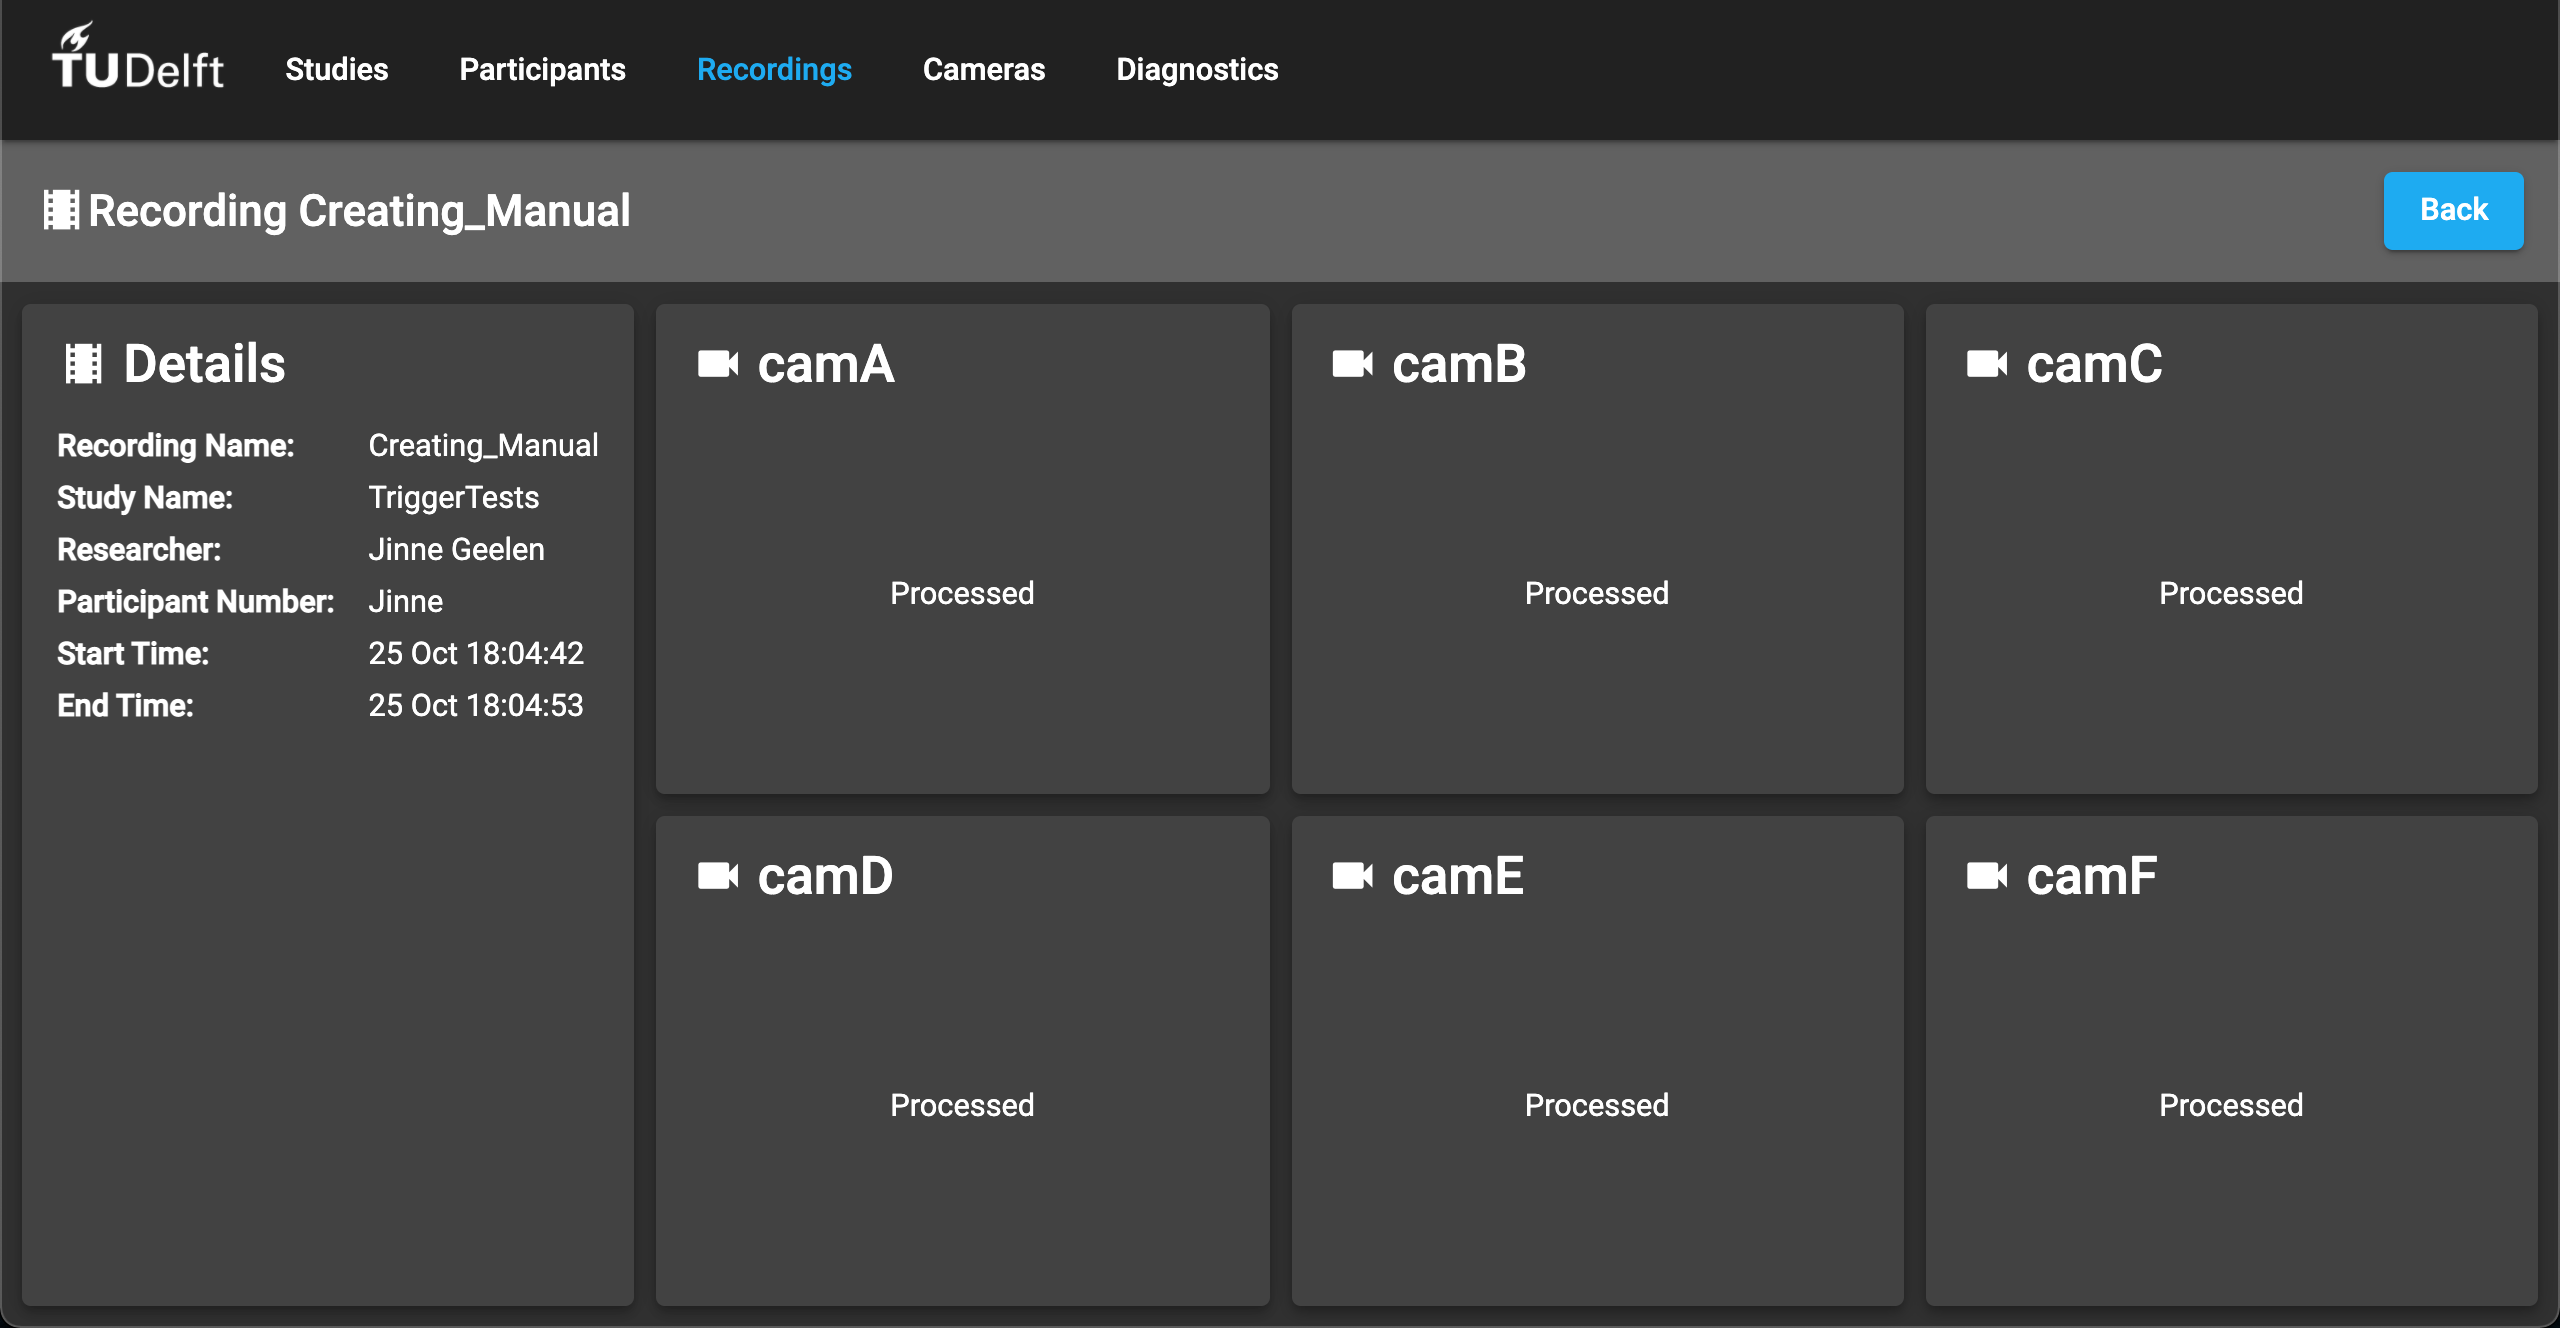 TUDelft Studies Participants Recordings Cameras Diagnostics
Recording Creating_Manual
Back
Details
Recording Name: Creating_Manual
Study Name: TriggerTests
Researcher: Jinne Geelen
Participant Number: Jinne
Start Time: 25 Oct 18:04:42
End Time: 25 Oct 18:04:53
camA
Processed
camB
Processed
camC
Processed
camD
Processed
camE
Processed
camF
Processed